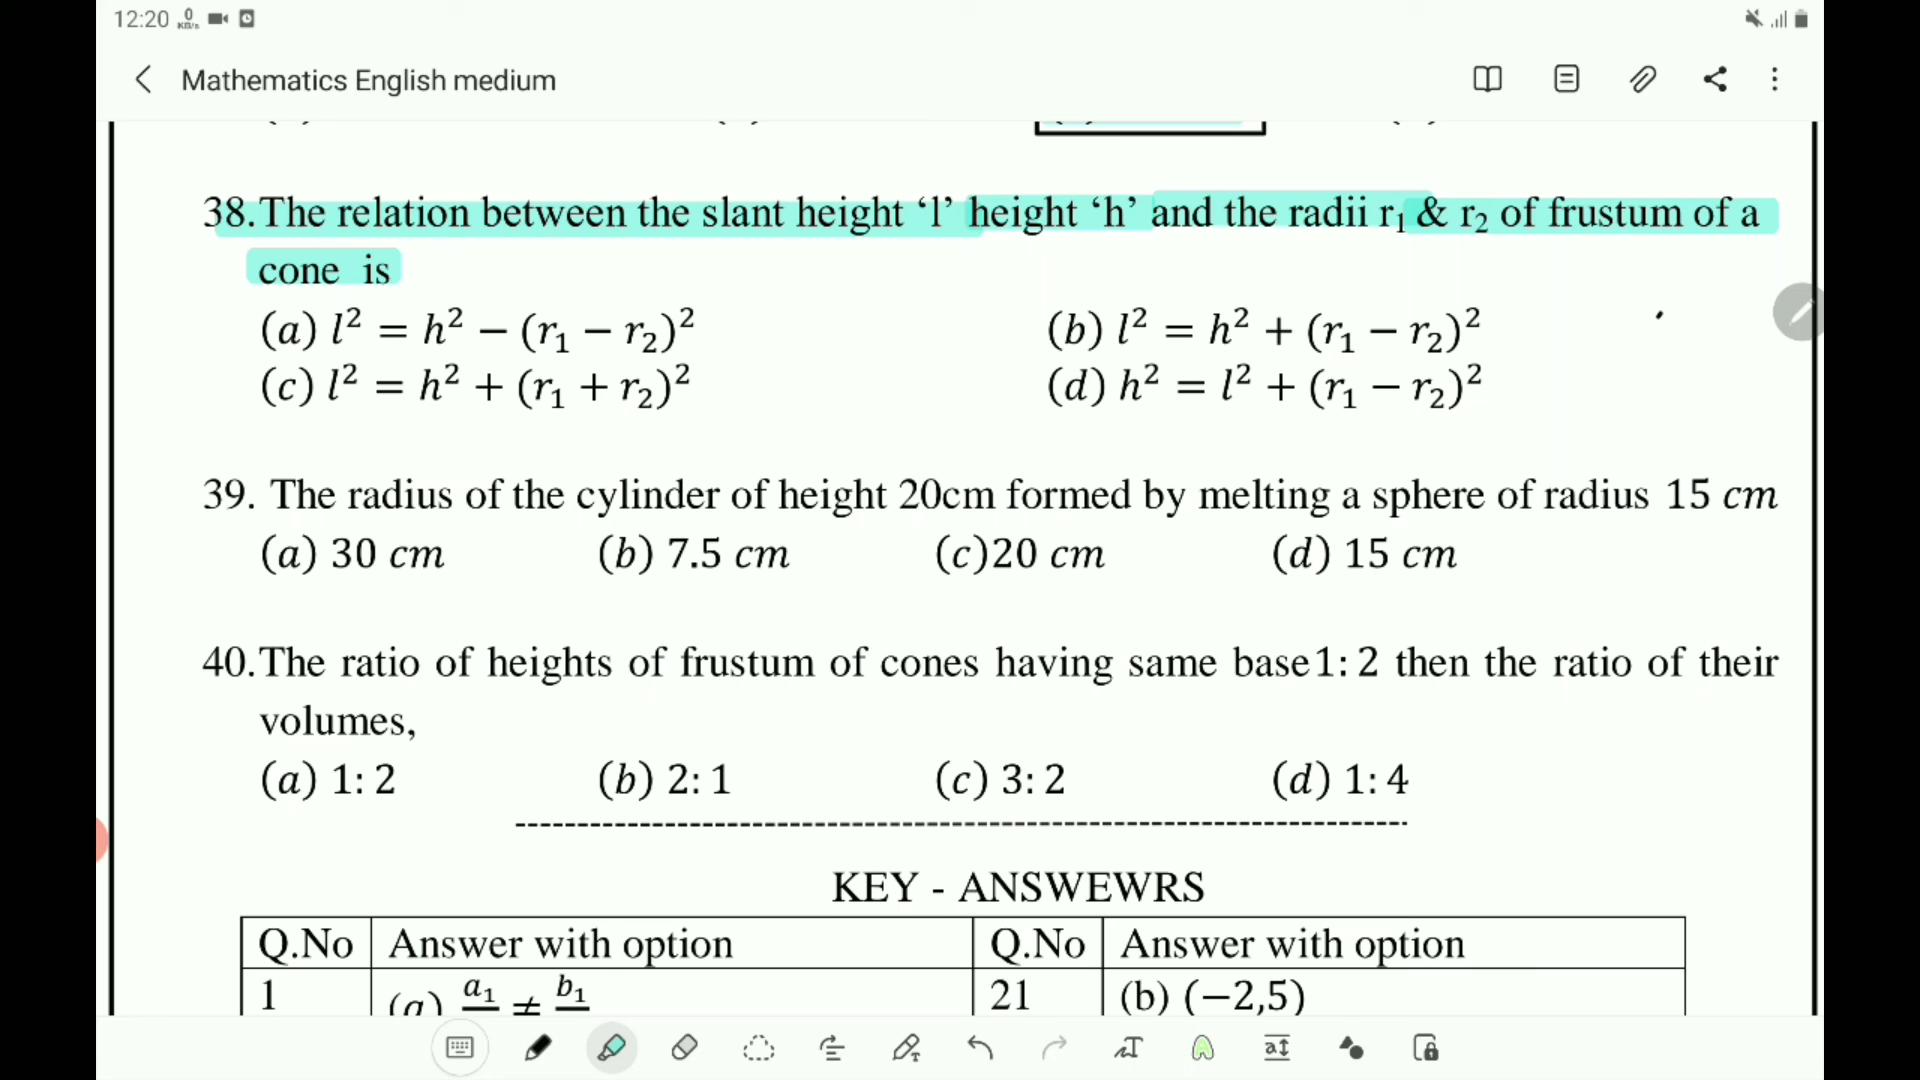 12:20 0 KB/s
Mathematics English medium
38.The relation between the slant height ‘l’ height ‘h’ and the radii r₁ & r₂ of frustum of a
cone is
(a) l² = h² − (r₁ − r₂)² (b) l² = h² + (r₁ − r₂)²
(c) l² = h² + (r₁ + r₂)² (d) h² = l² + (r₁ − r₂)²
39. The radius of the cylinder of height 20cm formed by melting a sphere of radius 15 cm
(a) 30 cm (b) 7.5 cm (c)20 cm (d) 15 cm
40.The ratio of heights of frustum of cones having same base1: 2 then the ratio of their
volumes,
(a) 1: 2 (b) 2: 1 (c) 3: 2 (d) 1: 4
KEY - ANSWEWRS
Q.No Answer with option Q.No Answer with option
1 (a) a₁ ≠ b₁ 21 (b) (−2,5)